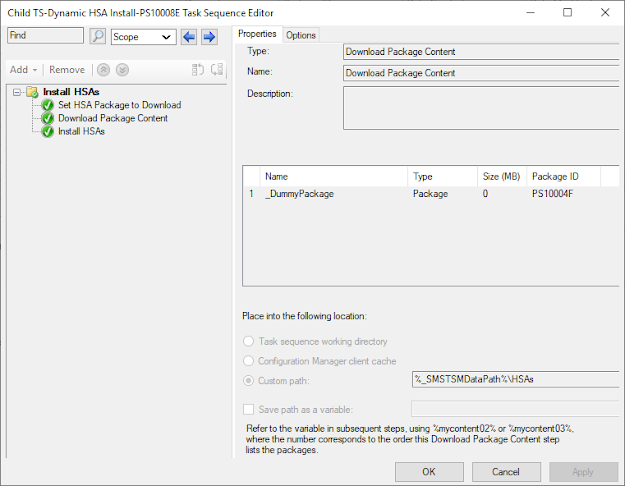 Child TS-Dynamic HSA Install-PS10008E Task Sequence Editor
Find
Scope
Add
Remove
Install HSAs
Set HSA Package to Download
Download Package Content
Install HSAs
Properties
Options
Type:
Download Package Content
Name:
Download Package Content
Description:
Name Type Size (MB) Package ID
1 _DummyPackage Package 0 PS10004F
Place into the following location:
Task sequence working directory
Configuration Manager client cache
Custom path:
%_SMSTSMDataPath%\HSAs
Save path as a variable:
Refer to the variable in subsequent steps, using %mycontent02% or %mycontent03%,
where the number corresponds to the order this Download Package Content step
lists the packages.
OK
Cancel
Apply